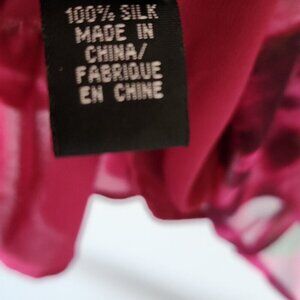 100% SILK
MADE IN
CHINA/
FABRIQUE
EN CHINE